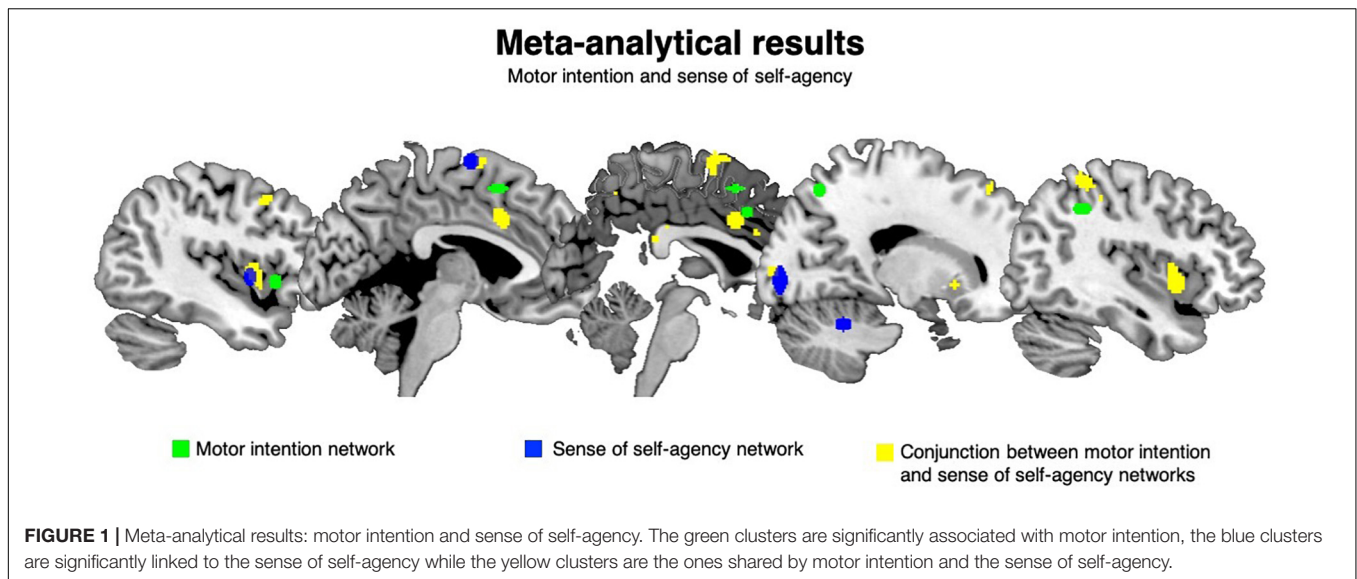 Meta-analytical results
Motor intention and sense of self-agency
Motor intention network
Sense of self-agency network
Conjunction between motor intention
and sense of self-agency networks
FIGURE 1 | Meta-analytical results: motor intention and sense of self-agency. The green clusters are significantly associated with motor intention, the blue clusters
are significantly linked to the sense of self-agency while the yellow clusters are the ones shared by motor intention and the sense of self-agency.